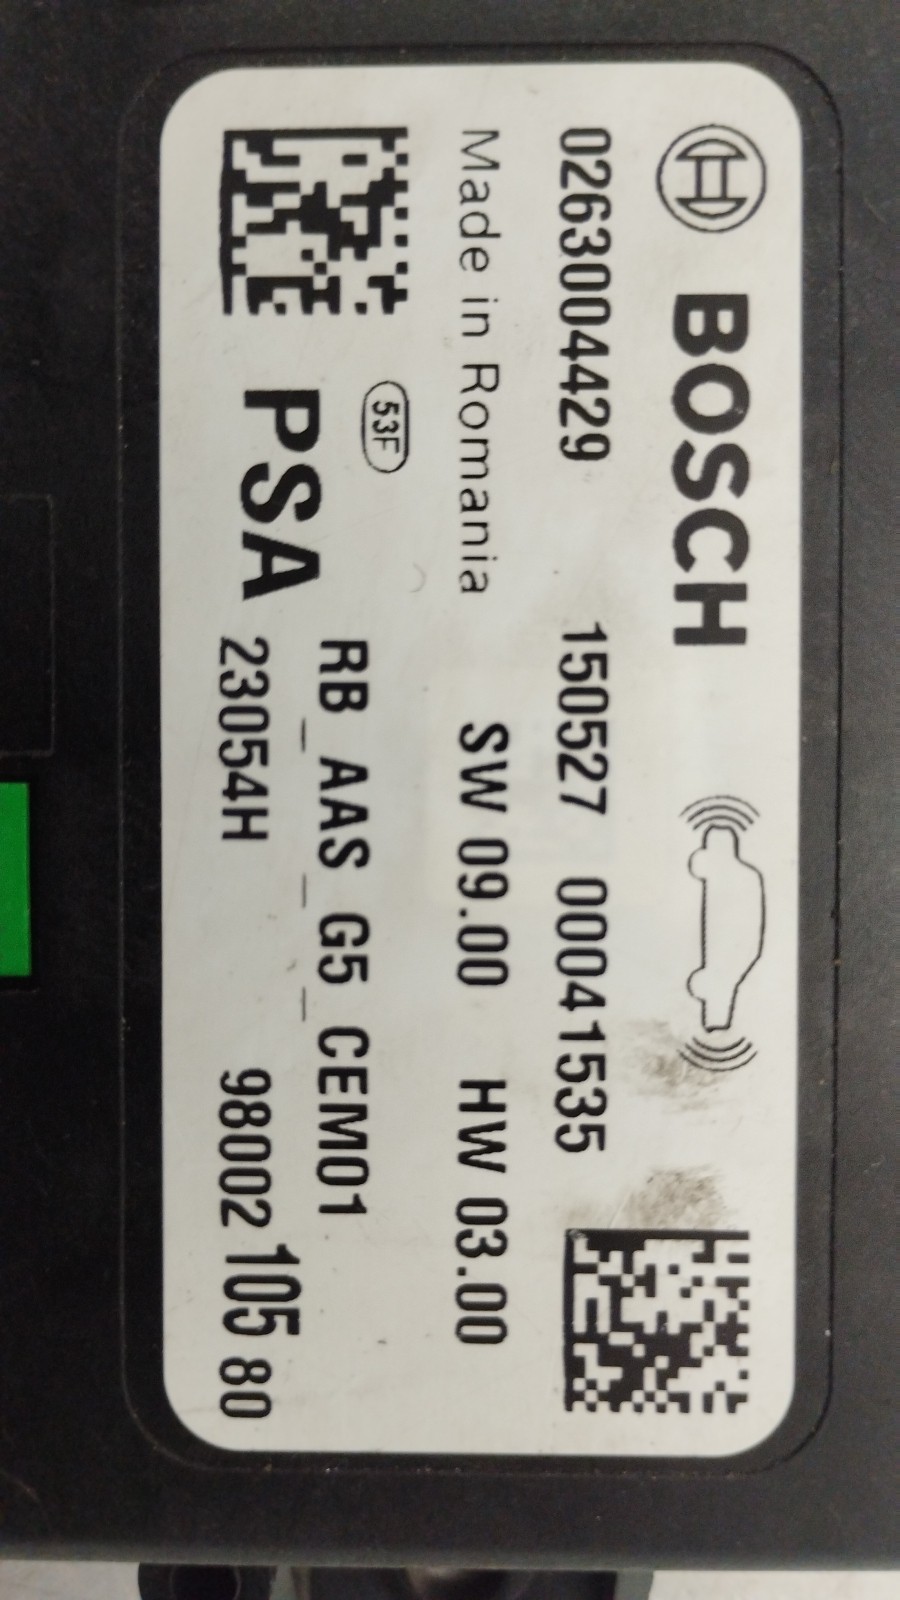 BOSCH
0263004429 150527 00041535
Made in Romania SW 09.00 HW 03.00
53F
RB_AAS_G5_CEM01
PSA 23054H 98002 105 80